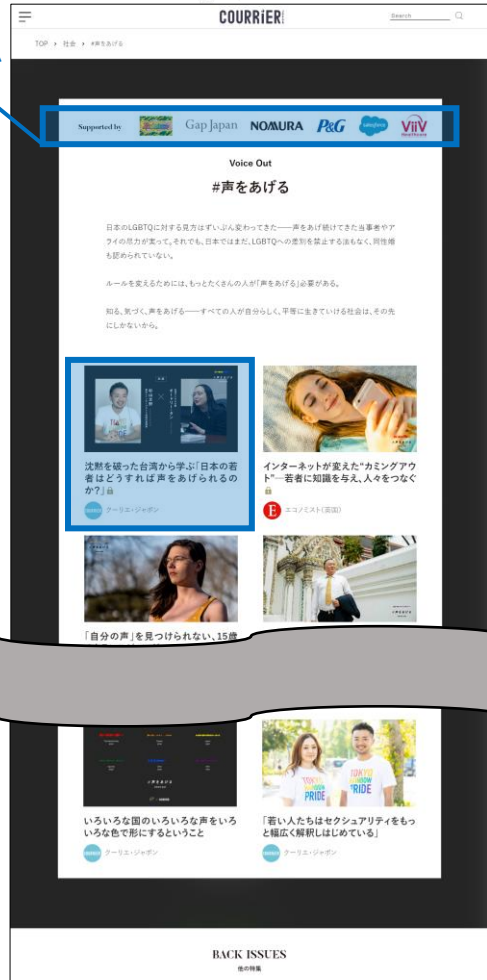 COURRiER
Search
TOP › 社会 › #声をあげる
Supported by
Gap Japan
NOMURA
P&G
salesforce
ViiV
Healthcare
Voice Out
#声をあげる
日本のLGBTQに対する見方はずいぶん変わってきた——声をあげ続けてきた当事者やア
ライの尽力が実って。それでも、日本ではまだ、LGBTQへの差別を禁止する法もなく、同性婚
も認められていない。
ルールを変えるためには、もっとたくさんの人が「声をあげる」必要がある。
知る、気づく、声をあげる——すべての人が自分らしく、平等に生きていける社会は、その先
にしかないから。
沈黙を破った台湾から学ぶ「日本の若
者はどうすれば声をあげられるの
か?」
クーリエ・ジャポン
インターネットが変えた“カミングアウ
ト”─若者に知識を与え、人々をつなぐ
E
エコノミスト(英国)
「自分の声」を見つけられない、15歳
TOKYO
RAINBOW
PRIDE
いろいろな国のいろいろな声をいろ
いろな色で形にするということ
クーリエ・ジャポン
「若い人たちはセクシュアリティをもっ
と幅広く解釈しはじめている」
クーリエ・ジャポン
BACK ISSUES
他の特集